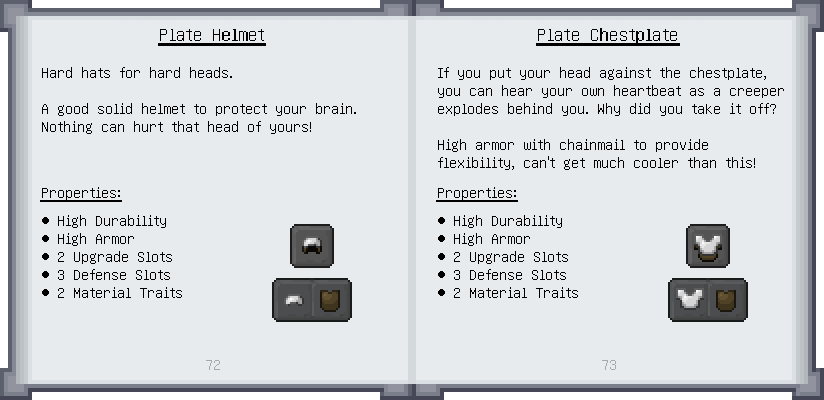 Plate Helmet
Hard hats for hard heads.
A good solid helmet to protect your brain.
Nothing can hurt that head of yours!
Properties:
● High Durability
● High Armor
● 2 Upgrade Slots
● 3 Defense Slots
● 2 Material Traits
72
Plate Chestplate
If you put your head against the chestplate,
you can hear your own heartbeat as a creeper
explodes behind you. Why did you take it off?
High armor with chainmail to provide
flexibility, can't get much cooler than this!
Properties:
● High Durability
● High Armor
● 2 Upgrade Slots
● 3 Defense Slots
● 2 Material Traits
73